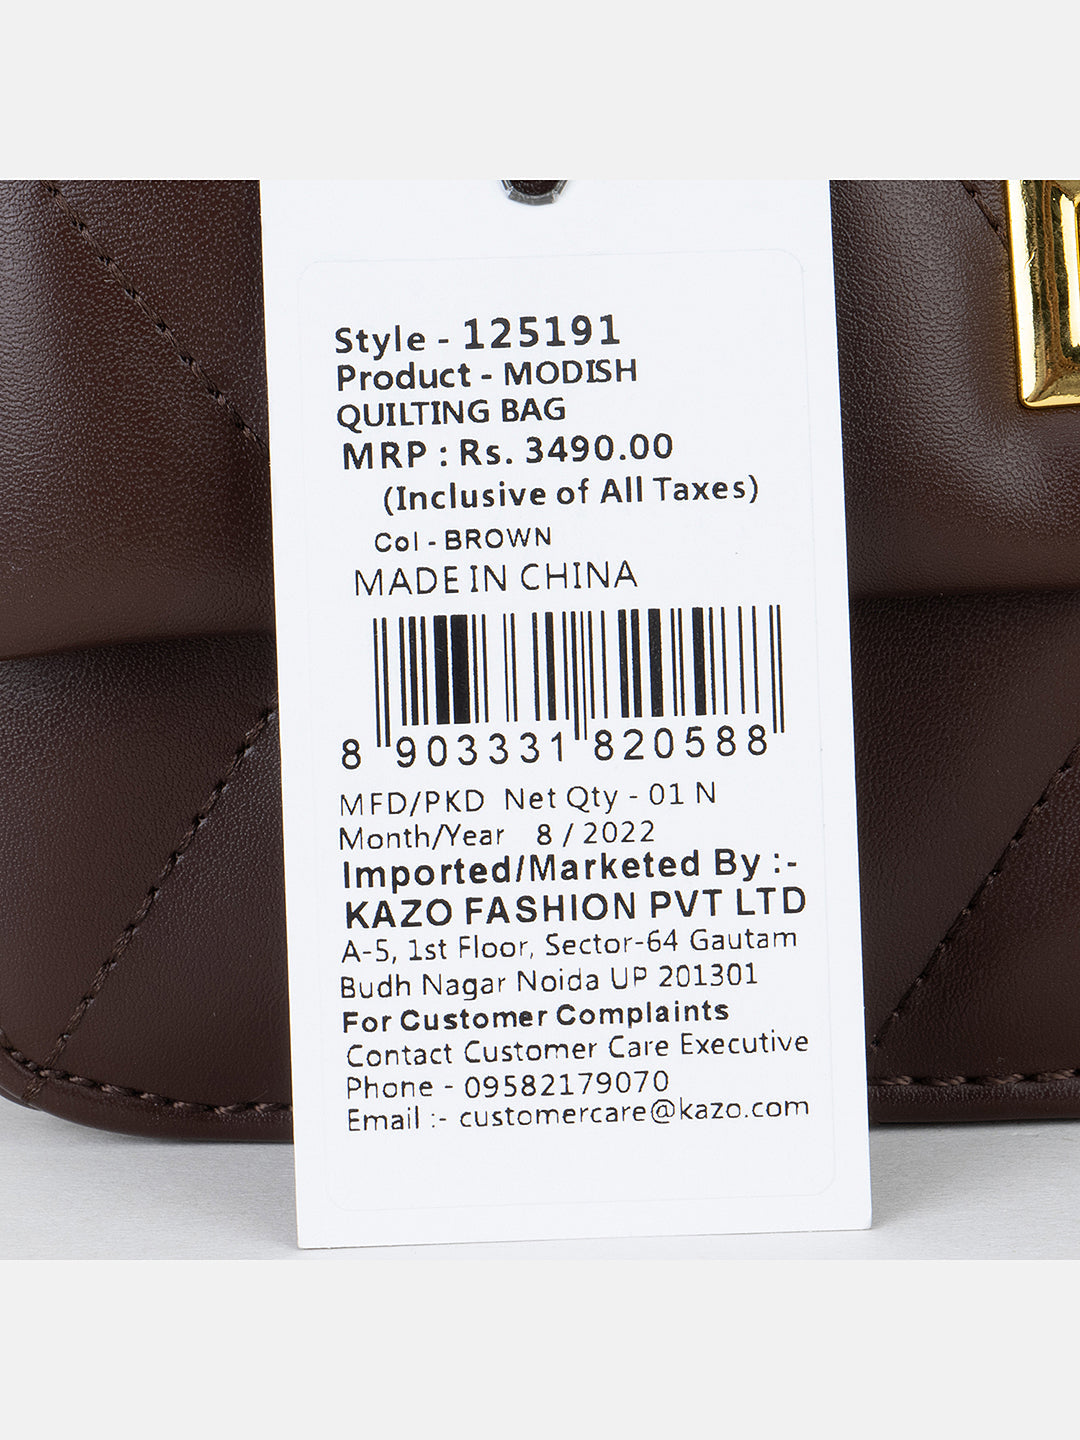 Style - 125191
Product - MODISH
QUILTING BAG
MRP : Rs. 3490.00
(Inclusive of All Taxes)
Col - BROWN
MADE IN CHINA
8 903331 820588
MFD/PKD Net Qty - 01 N
Month/Year 8 / 2022
Imported/Marketed By :-
KAZO FASHION PVT LTD
A-5, 1st Floor, Sector-64 Gautam
Budh Nagar Noida UP 201301
For Customer Complaints
Contact Customer Care Executive
Phone - 09582179070
Email :- customercare@kazo.com